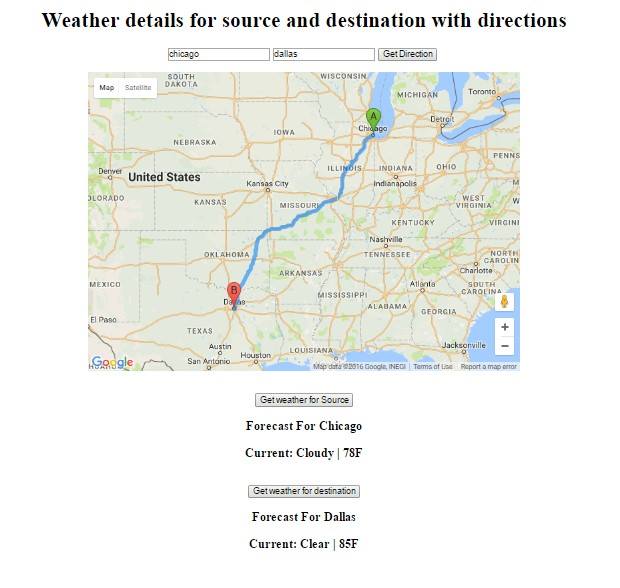 Weather details for source and destination with directions
chicago dallas Get Direction
Map Satellite
SOUTH
DAKOTA
WISCONSIN
MICHIGAN
Toronto
Detroit
Chicago
A
IOWA
NEBRASKA
ILLINOIS
INDIANA
OHIO
PENNS
Denver
United States
Indianapolis
Kansas City
OLORADO
KANSAS
MISSOURI
WEST
VIRGINIA
M
W
VIRGINI
KENTUCKY
Nashville
TENNESSEE
NORTH
CAROLIN
Charlotte
OKLAHOMA
ARKANSAS
MEXICO
B
Dallas
MISSISSIPPI
Atlanta
SOUTH
CAROLINA
ALABAMA
GEORGIA
El Paso
TEXAS
Austin
San Antonio
Houston
LOUISIANA
Jacksonville
+
−
Google
Map data ©2016 Google, INEGI Terms of Use Report a map error
Get weather for Source
Forecast For Chicago
Current: Cloudy | 78F
Get weather for destination
Forecast For Dallas
Current: Clear | 85F